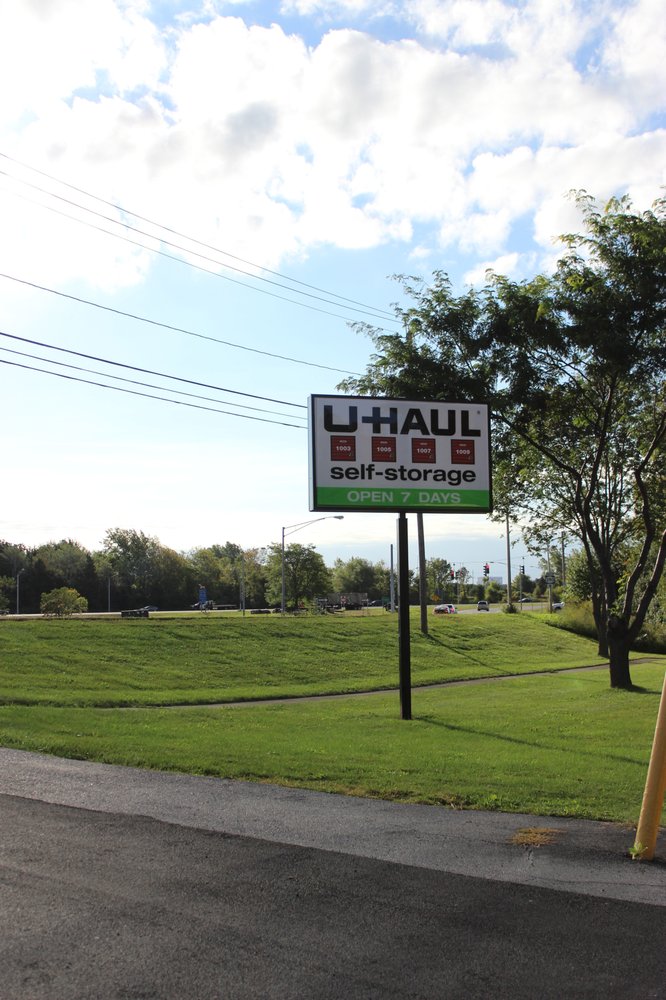 U-HAUL
1003 1005 1007 1009
self-storage
OPEN 7 DAYS